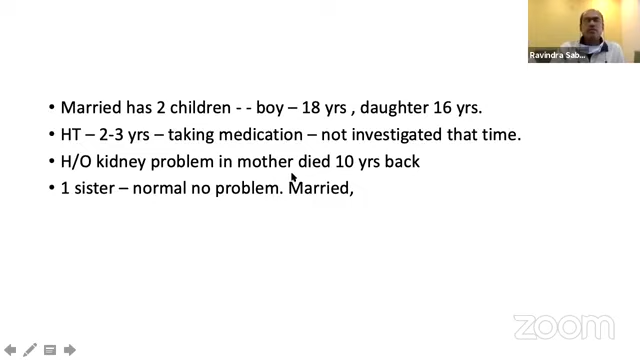 Ravindra Sab...
• Married has 2 children - - boy – 18 yrs , daughter 16 yrs.
• HT – 2-3 yrs – taking medication – not investigated that time.
• H/O kidney problem in mother died 10 yrs back
• 1 sister – normal no problem. Married,
zoom